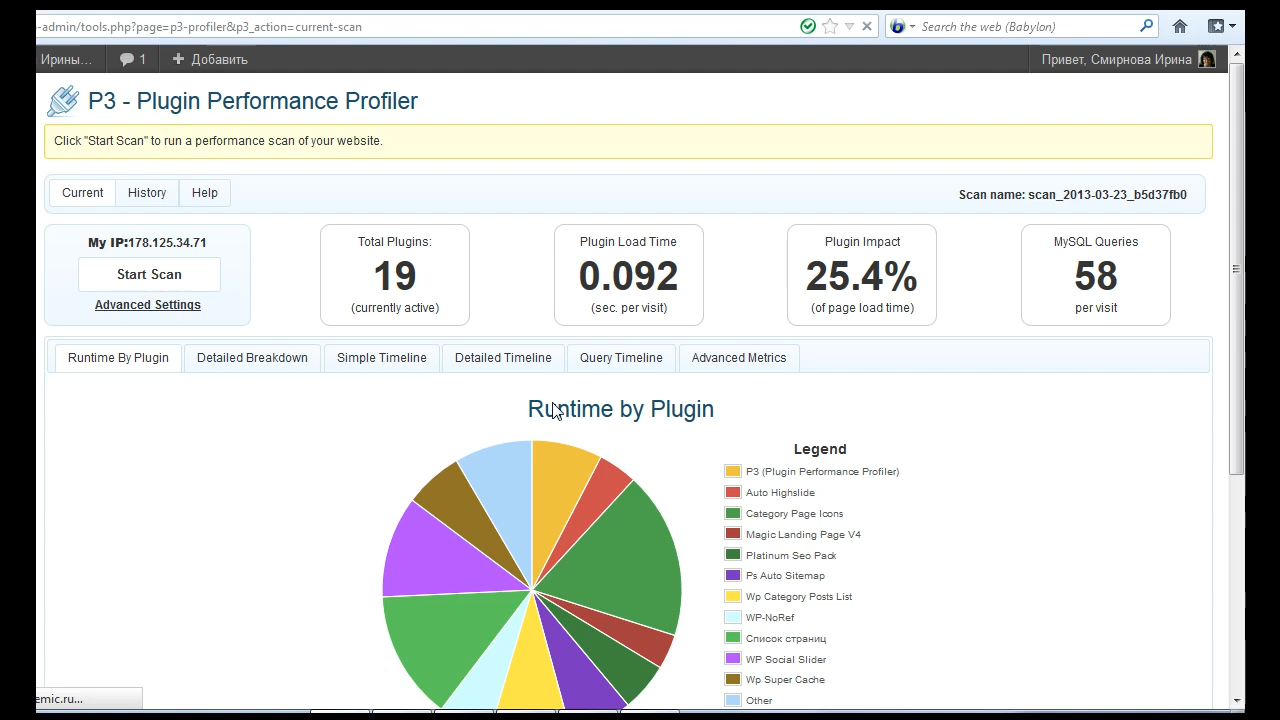 -admin/tools.php?page=p3-profiler&p3_action=current-scan
Search the web (Babylon)
Ирины...
1
Добавить
Привет, Смирнова Ирина
P3 - Plugin Performance Profiler
Click "Start Scan" to run a performance scan of your website.
Current
History
Help
Scan name: scan_2013-03-23_b5d37fb0
My IP:178.125.34.71
Start Scan
Advanced Settings
Total Plugins:
19
(currently active)
Plugin Load Time
0.092
(sec. per visit)
Plugin Impact
25.4%
(of page load time)
MySQL Queries
58
per visit
Runtime By Plugin
Detailed Breakdown
Simple Timeline
Detailed Timeline
Query Timeline
Advanced Metrics
Runtime by Plugin
Legend
P3 (Plugin Performance Profiler)
Auto Highslide
Category Page Icons
Magic Landing Page V4
Platinum Seo Pack
Ps Auto Sitemap
Wp Category Posts List
WP-NoRef
Список страниц
WP Social Slider
Wp Super Cache
Other
emic.ru...